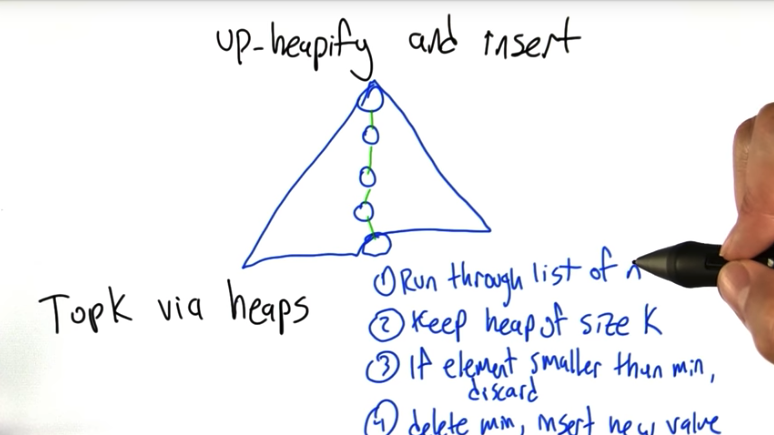 up-heapify and insert
TopK via heaps
① Run through list of n
② Keep heap of size K
③ If element smaller than min,
discard
④ delete min, insert new value